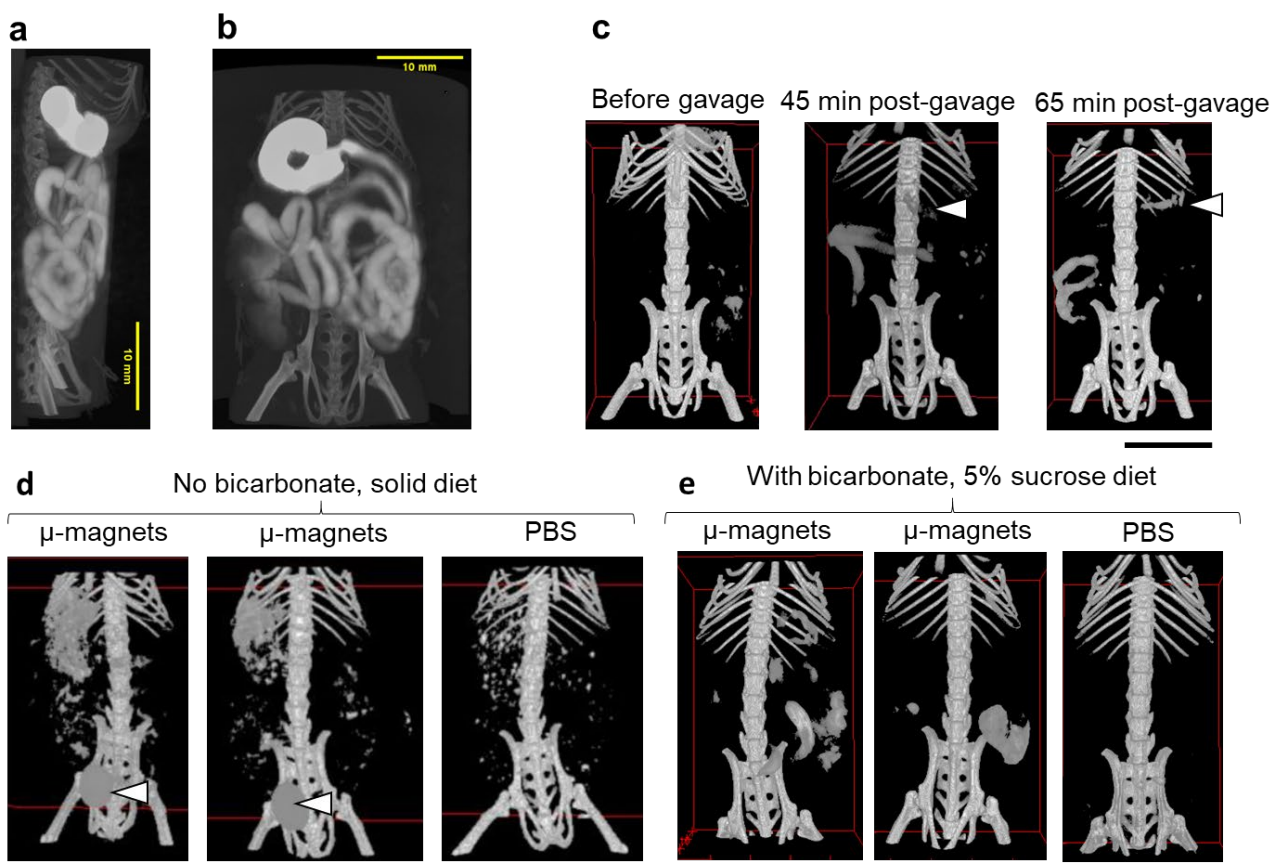 a
b
c
10 mm
10 mm
Before gavage
45 min post-gavage
65 min post-gavage
d
No bicarbonate, solid diet
μ-magnets
μ-magnets
PBS
e
With bicarbonate, 5% sucrose diet
μ-magnets
μ-magnets
PBS